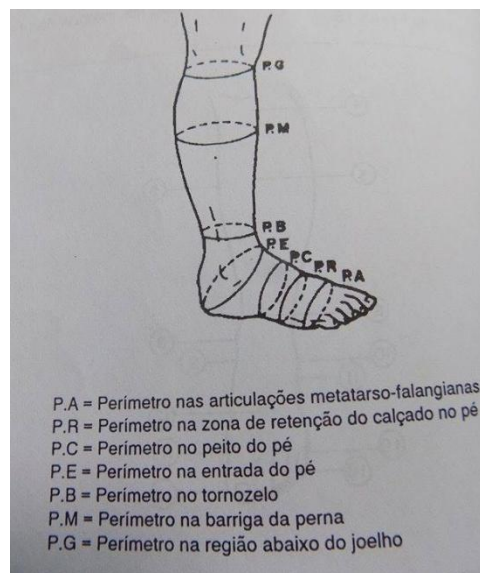 P.G
P.M
P.B
P.E
P.C
P.R
P.A
P.A = Perímetro nas articulações metatarso-falangianas
P.R = Perímetro na zona de retenção do calçado no pé
P.C = Perímetro no peito do pé
P.E = Perímetro na entrada do pé
P.B = Perímetro no tornozelo
P.M = Perímetro na barriga da perna
P.G = Perímetro na região abaixo do joelho